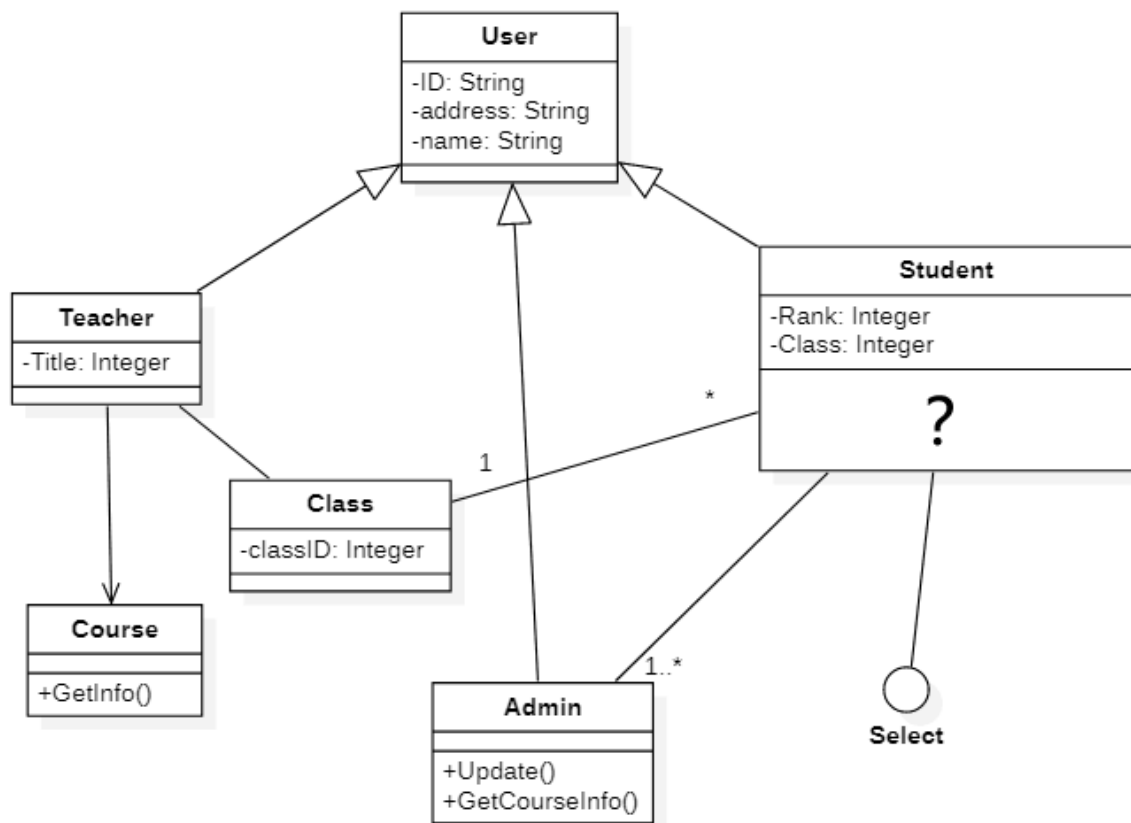 User
-ID: String
-address: String
-name: String
Teacher
-Title: Integer
Student
-Rank: Integer
-Class: Integer
?
*
1
Class
-classID: Integer
Course
+GetInfo()
1..*
Admin
+Update()
+GetCourseInfo()
Select